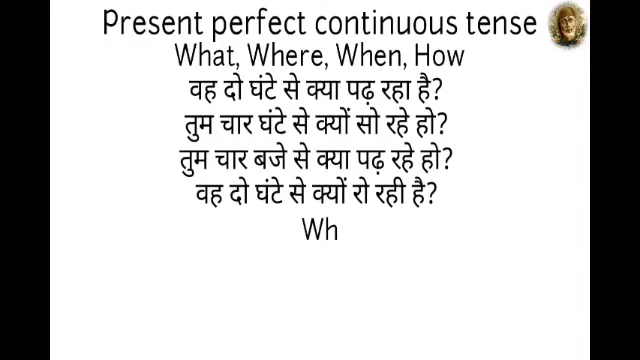 Present perfect continuous tense
What, Where, When, How
वह दो घंटे से क्या पढ़ रहा है?
तुम चार घंटे से क्यों सो रहे हो?
तुम चार बजे से क्या पढ़ रहे हो?
वह दो घंटे से क्यों रो रही है?
Wh